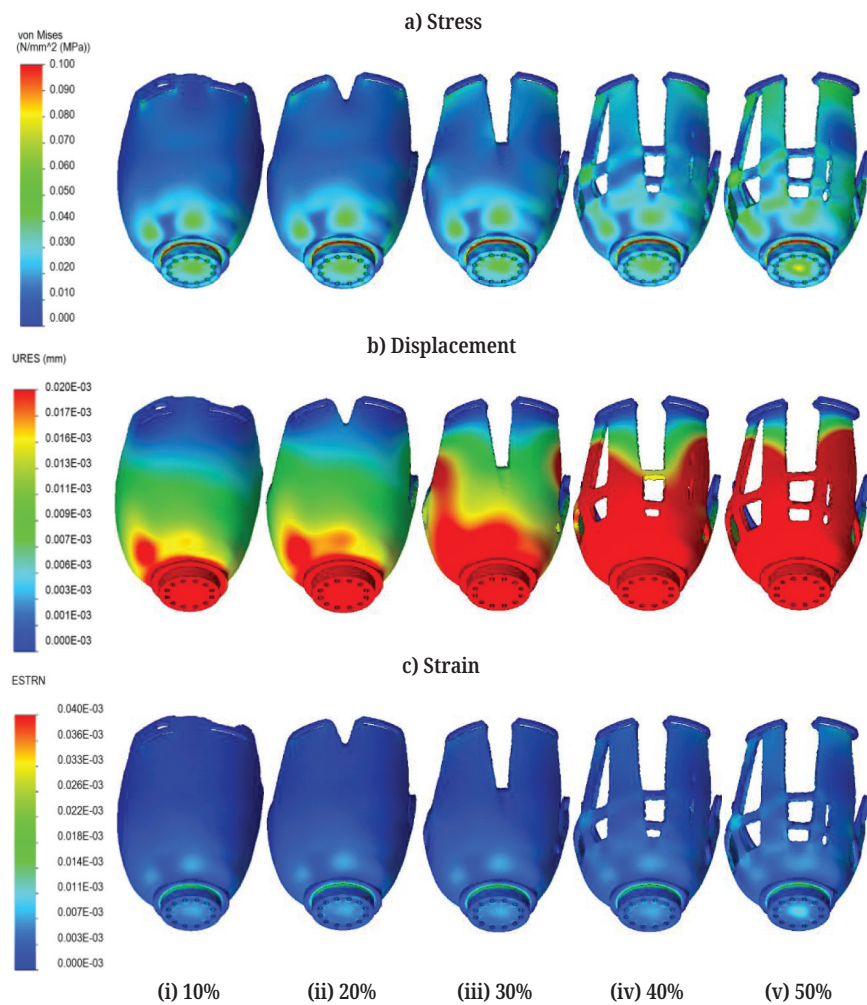 a) Stress
von Mises
(N/mm^2 (MPa))
0.100
0.090
0.080
0.070
0.060
0.050
0.040
0.030
0.020
0.010
0.000
b) Displacement
URES (mm)
0.020E-03
0.017E-03
0.016E-03
0.015E-03
0.013E-03
0.010E-03
0.009E-03
0.007E-03
0.006E-03
0.003E-03
0.001E-03
0.000E-03
c) Strain
ESTRN
0.040E-03
0.036E-03
0.033E-03
0.026E-03
0.022E-03
0.018E-03
0.014E-03
0.011E-03
0.007E-03
0.003E-03
0.000E-03
(i) 10%
(ii) 20%
(iii) 30%
(iv) 40%
(v) 50%